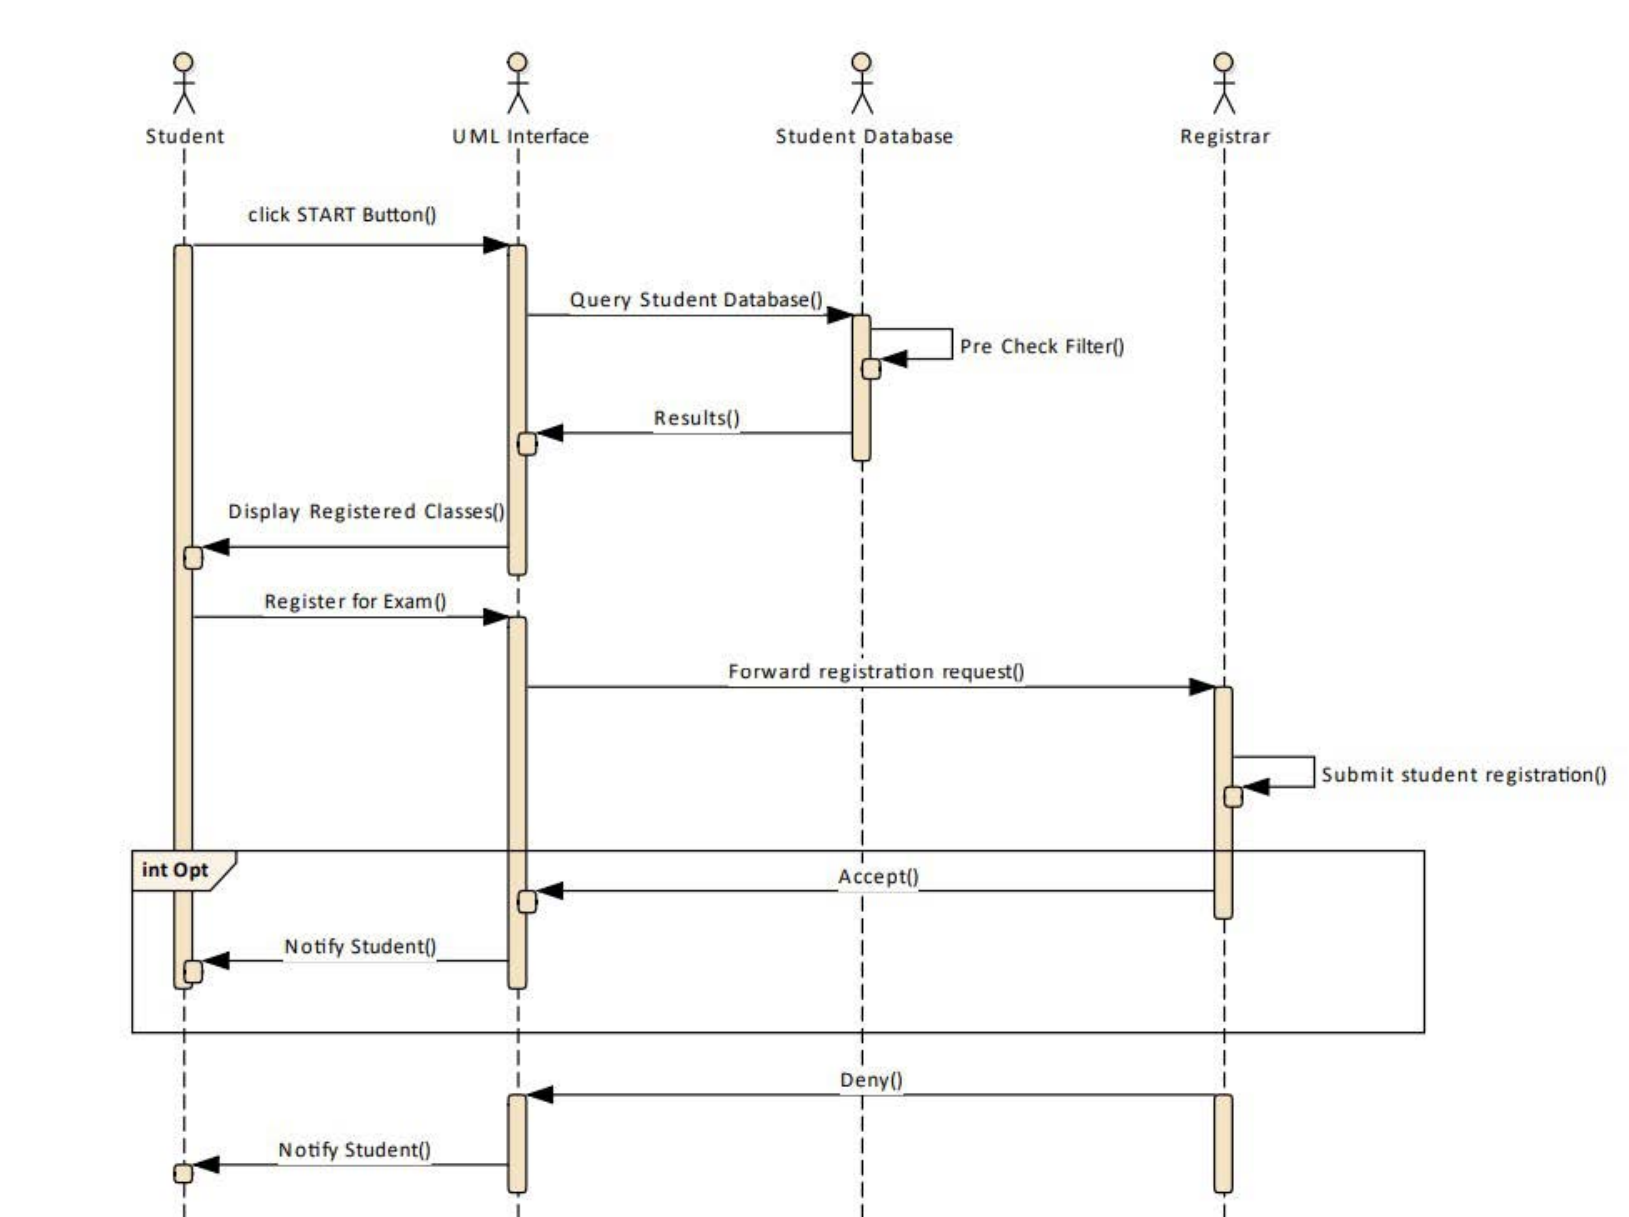 Student
UML Interface
Student Database
Registrar
click START Button()
Query Student Database()
Pre Check Filter()
Results()
Display Registered Classes()
Register for Exam()
Forward registration request()
Submit student registration()
int Opt
Accept()
Notify Student()
Deny()
Notify Student()